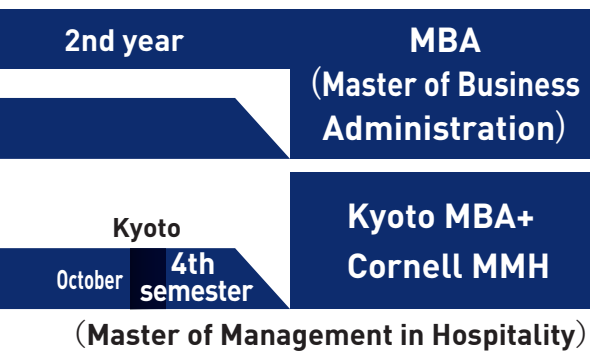 2nd year
MBA
(Master of Business
Administration)
Kyoto
October
4th
semester
Kyoto MBA+
Cornell MMH
(Master of Management in Hospitality)